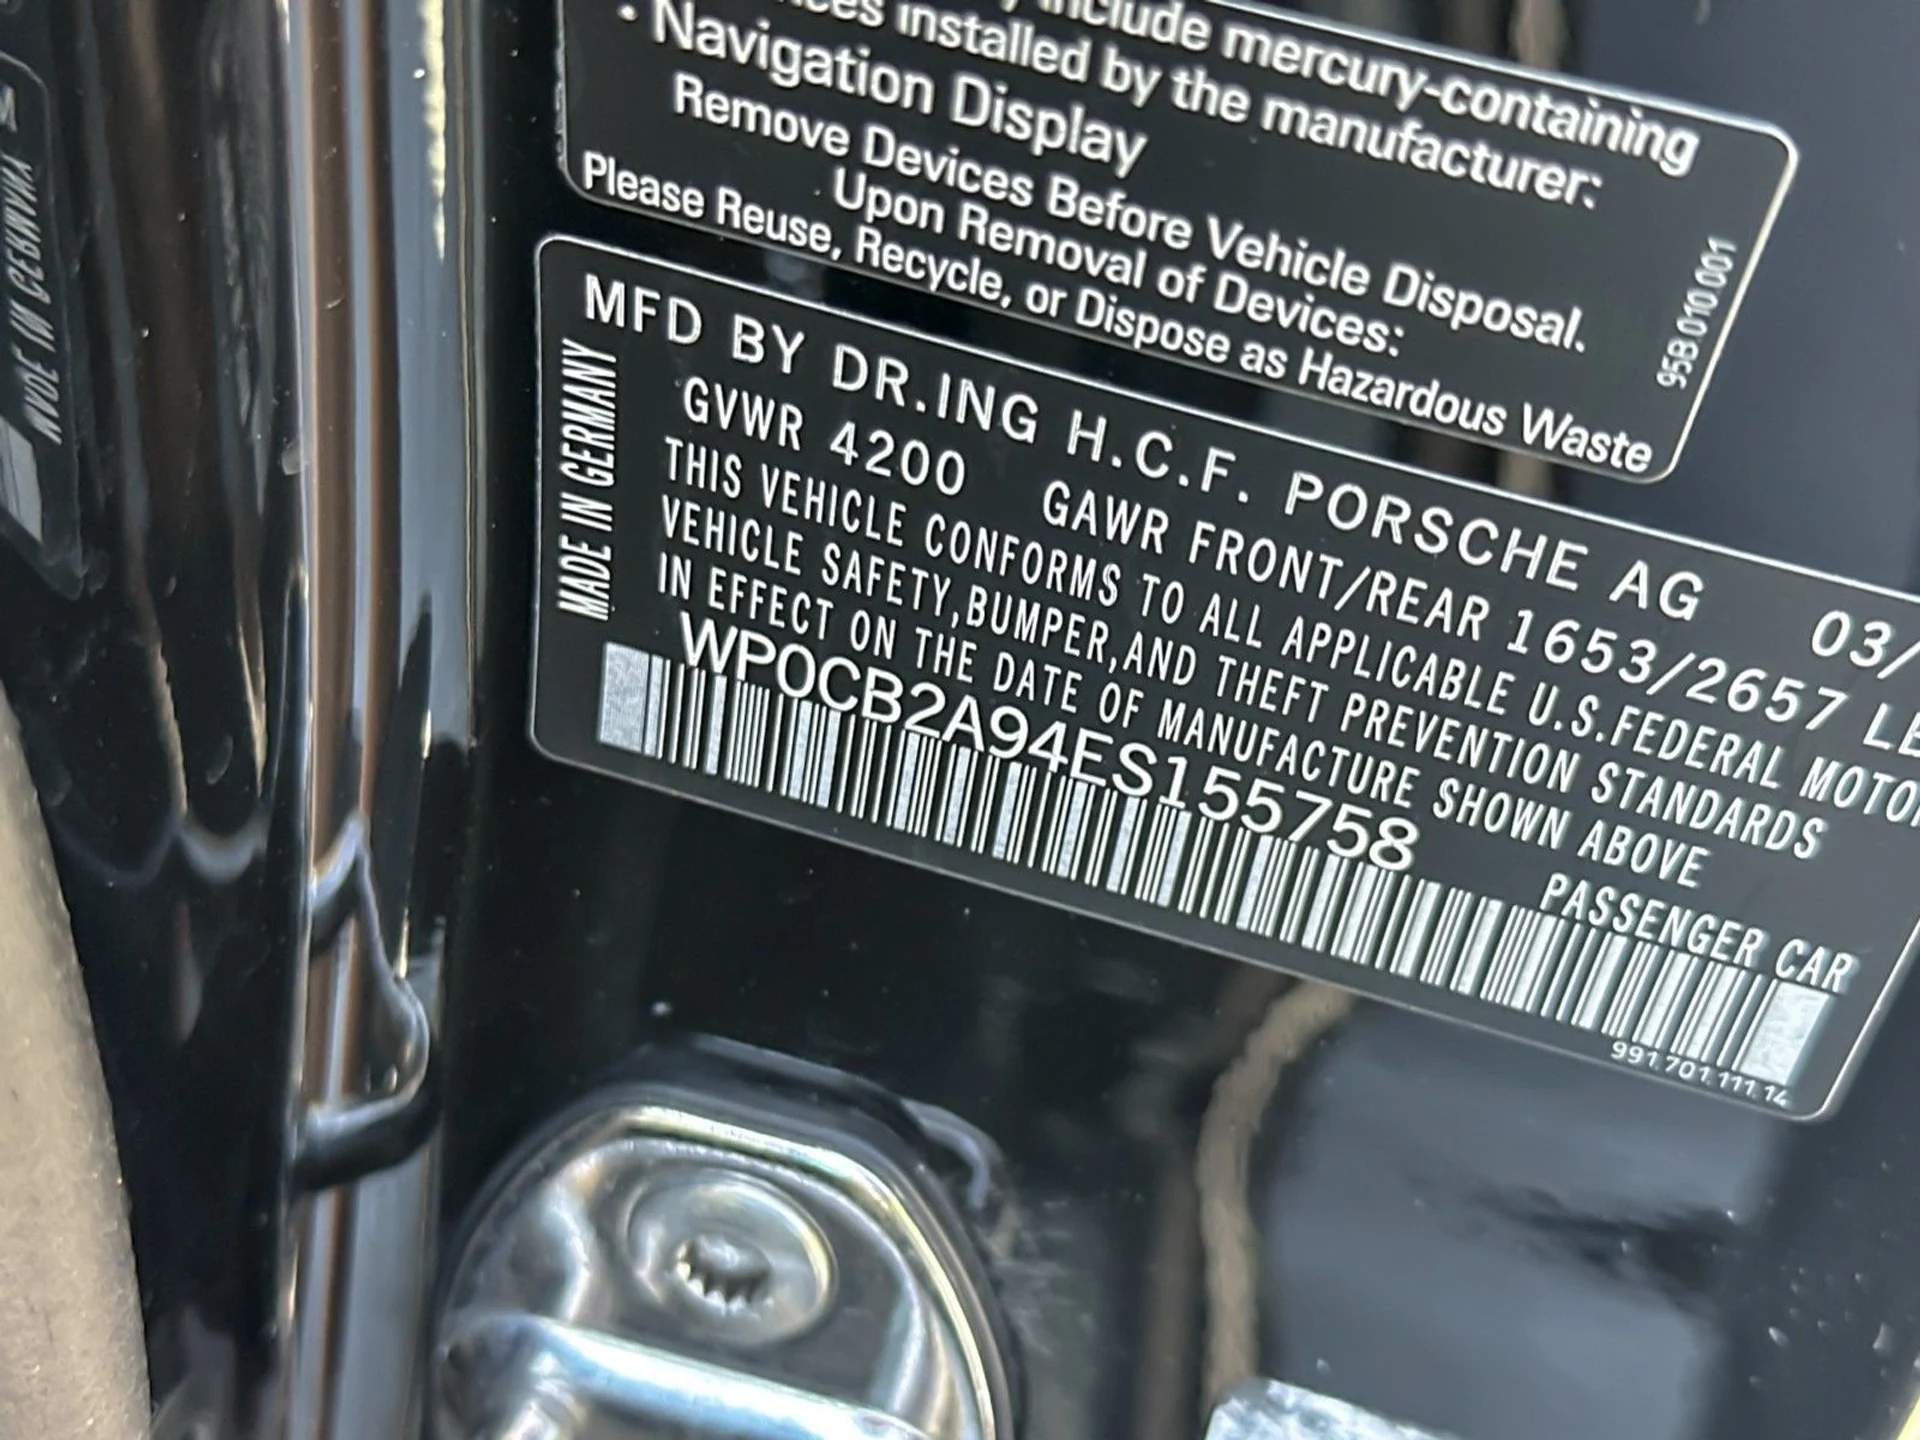 include mercury-containing
installed by the manufacturer:
· Navigation Display
Remove Devices Before Vehicle Disposal.
Upon Removal of Devices:
Please Reuse, Recycle, or Dispose as Hazardous Waste
95B.010.001
MFD BY DR.ING H.C.F. PORSCHE AG 03/
GVWR 4200 GAWR FRONT/REAR 1653/2657 LB
THIS VEHICLE CONFORMS TO ALL APPLICABLE U.S.FEDERAL MOTOR
VEHICLE SAFETY,BUMPER,AND THEFT PREVENTION STANDARDS
IN EFFECT ON THE DATE OF MANUFACTURE SHOWN ABOVE
WP0CB2A94ES155758
PASSENGER CAR
MADE IN GERMANY
991.701.111.14
MADE IN GERMANY